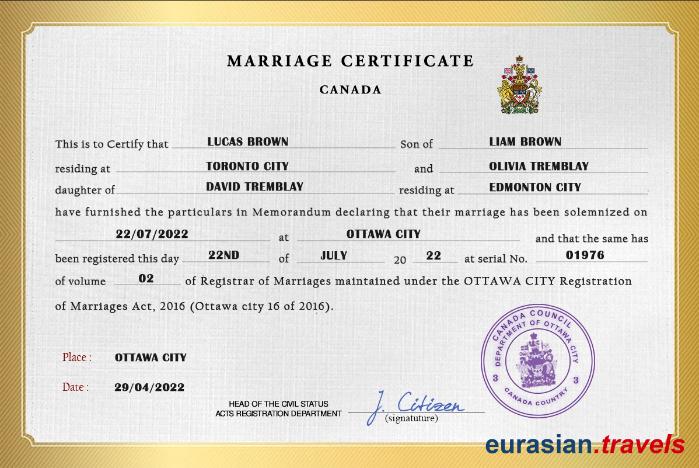 MARRIAGE CERTIFICATE
CANADA
This is to Certify that LUCAS BROWN Son of LIAM BROWN
residing at TORONTO CITY and OLIVIA TREMBLAY
daughter of DAVID TREMBLAY residing at EDMONTON CITY
have furnished the particulars in Memorandum declaring that their marriage has been solemnized on
22/07/2022 at OTTAWA CITY and that the same has
been registered this day 22ND of JULY 20 22 at serial No. 01976
of volume 02 of Registrar of Marriages maintained under the OTTAWA CITY Registration
of Marriages Act, 2016 (Ottawa city 16 of 2016).
Place : OTTAWA CITY
Date : 29/04/2022
HEAD OF THE CIVIL STATUS
ACTS REGISTRATION DEPARTMENT
J. Citizen
(signatuture)
CANADA COUNCIL
DEPARTMENT OF OTTAWA CITY
3 3
CANADA COUNTRY
eurasian.travels